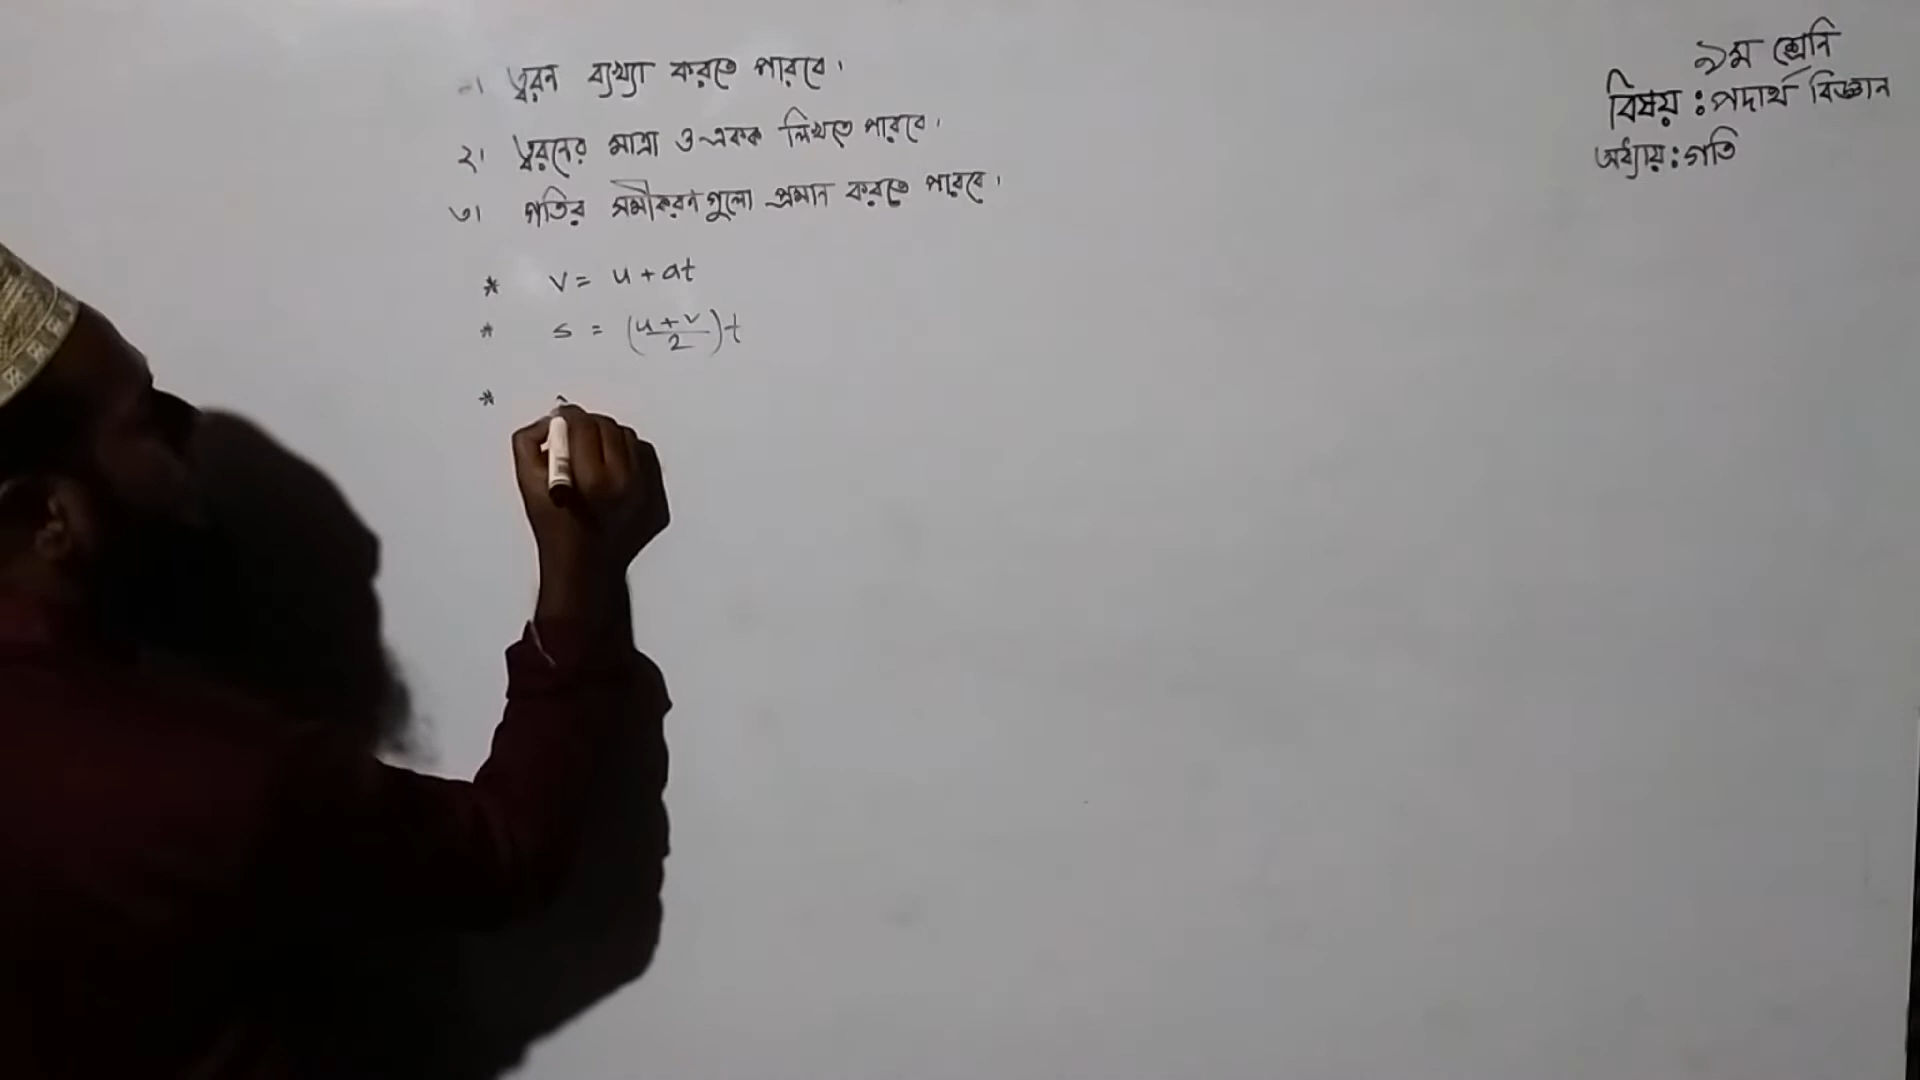 ১। ত্বরন ব্যখ্যা করতে পারবে।
২। ত্বরনের মাত্রা ও একক লিখতে পারবে।
৩। গতির সমীকরনগুলো প্রমান করতে পারবে।
* v = u + at
* s = (u + v / 2) t
*
৯ম শ্রেনি
বিষয় : পদার্থ বিজ্ঞান
অধ্যায় : গতি